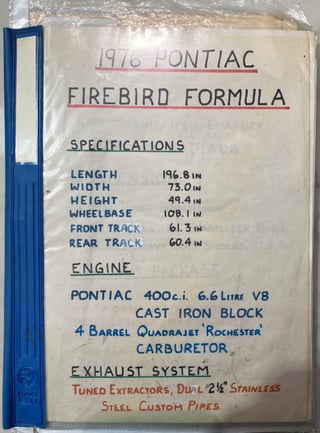 1976 PONTIAC
FIREBIRD FORMULA
SPECIFICATIONS
LENGTH 196.8 IN
WIDTH 73.0 IN
HEIGHT 49.4 IN
WHEELBASE 108.1 IN
FRONT TRACK 61.3 IN
REAR TRACK 60.4 IN
ENGINE
PONTIAC 400 c.i. 6.6 LITRE V8
CAST IRON BLOCK
4 BARREL QUADRAJET 'ROCHESTER'
CARBURETOR
EXHAUST SYSTEM
TUNED EXTRACTORS, DUAL "2½" STAINLESS
STEEL CUSTOM PIPES.